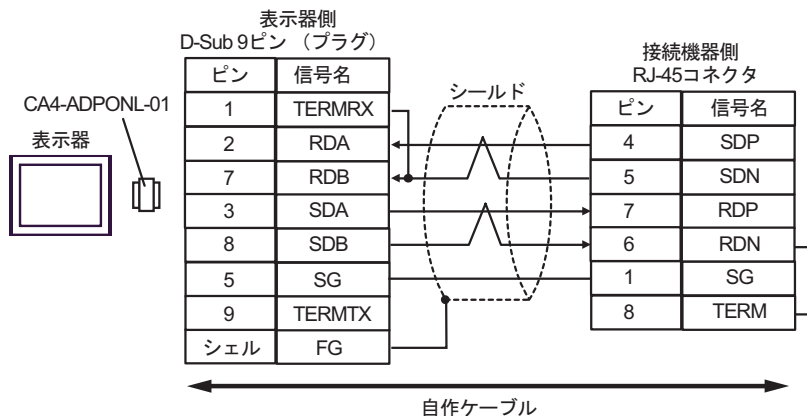 表示器側
D-Sub 9ピン （プラグ）
接続機器側
RJ-45コネクタ
CA4-ADPONL-01
表示器
シールド
ピン 信号名
1 TERMRX
2 RDA
7 RDB
3 SDA
8 SDB
5 SG
9 TERMTX
シェル FG
ピン 信号名
4 SDP
5 SDN
7 RDP
6 RDN
1 SG
8 TERM
自作ケーブル